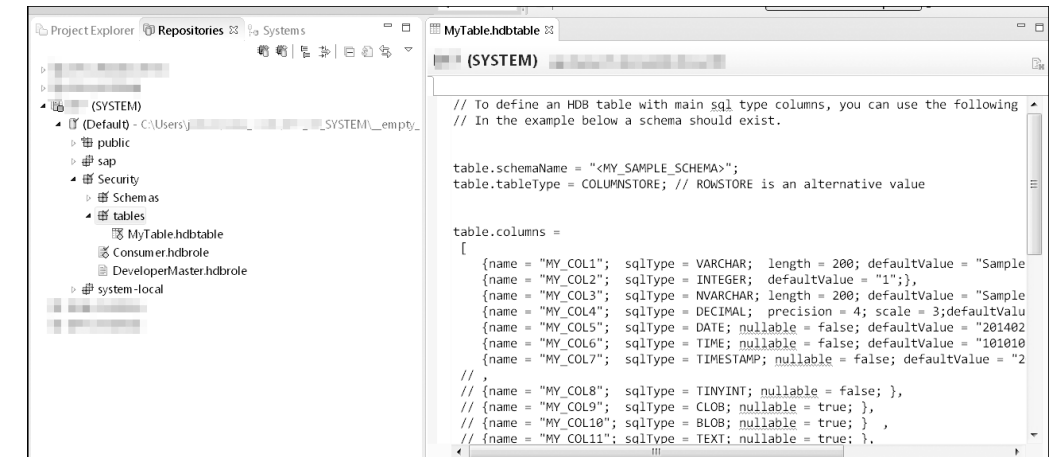 Project Explorer Repositories Systems
(SYSTEM)
(Default) - C:\Users\j _SYSTEM\__empty_
public
sap
Security
Schemas
tables
MyTable.hdbtable
Consumer.hdbrole
DeveloperMaster.hdbrole
system-local
MyTable.hdbtable
(SYSTEM)
// To define an HDB table with main sql type columns, you can use the following
// In the example below a schema should exist.
table.schemaName = "<MY_SAMPLE_SCHEMA>";
table.tableType = COLUMNSTORE; // ROWSTORE is an alternative value
table.columns =
[
{name = "MY_COL1"; sqlType = VARCHAR; length = 200; defaultValue = "Sample
{name = "MY_COL2"; sqlType = INTEGER; defaultValue = "1";},
{name = "MY_COL3"; sqlType = NVARCHAR; length = 200; defaultValue = "Sample
{name = "MY_COL4"; sqlType = DECIMAL; precision = 4; scale = 3;defaultValu
{name = "MY_COL5"; sqlType = DATE; nullable = false; defaultValue = "201402
{name = "MY_COL6"; sqlType = TIME; nullable = false; defaultValue = "101010
{name = "MY_COL7"; sqlType = TIMESTAMP; nullable = false; defaultValue = "2
// ,
// {name = "MY_COL8"; sqlType = TINYINT; nullable = false; },
// {name = "MY_COL9"; sqlType = CLOB; nullable = true; },
// {name = "MY_COL10"; sqlType = BLOB; nullable = true; } ,
// {name = "MY_COL11"; sqlType = TEXT; nullable = true; },